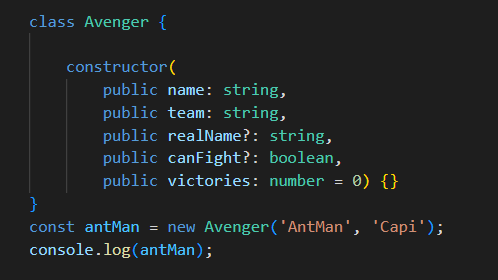 class Avenger {
constructor(
public name: string,
public team: string,
public realName?: string,
public canFight?: boolean,
public victories: number = 0) {}
}
const antMan = new Avenger('AntMan', 'Capi');
console.log(antMan);